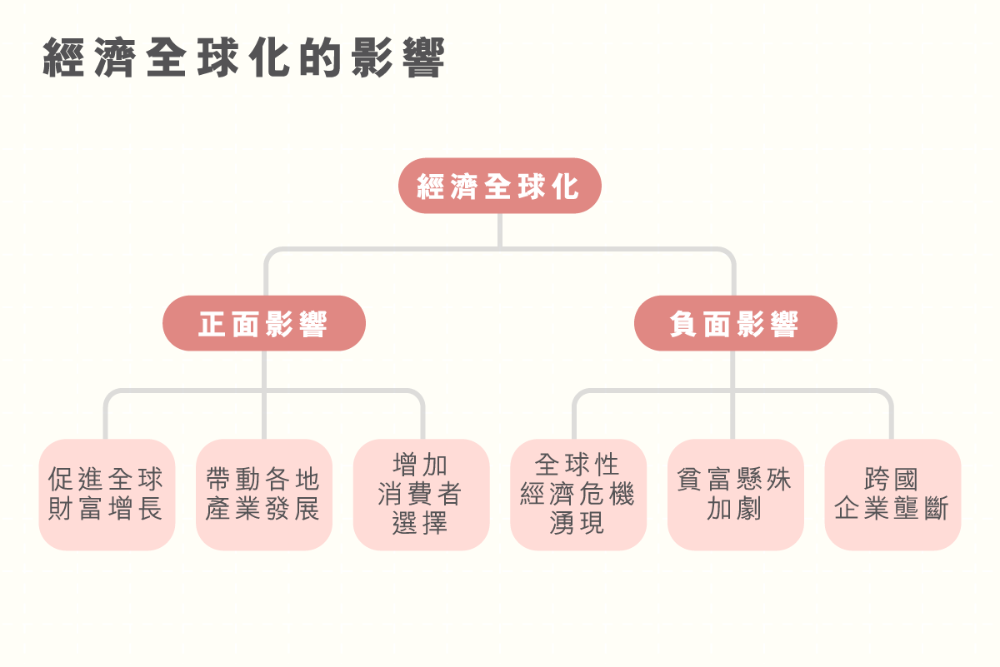 經濟全球化的影響
經濟全球化
正面影響
負面影響
促進全球
財富增長
帶動各地
產業發展
增加
消費者
選擇
全球性
經濟危機
湧現
貧富懸殊
加劇
跨國
企業壟斷